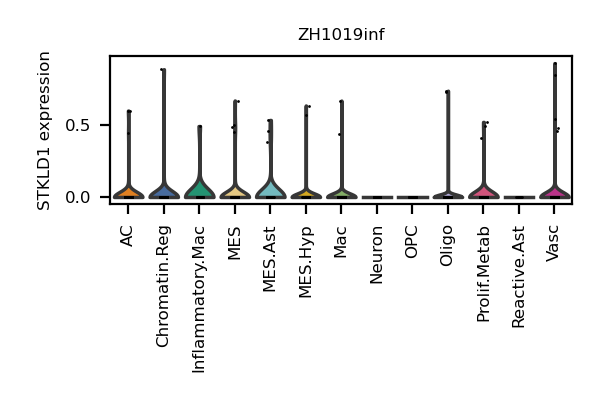 ZH1019inf
STKLD1 expression
0.5
0.0
AC
Chromatin.Reg
Inflammatory.Mac
MES
MES.Ast
MES.Hyp
Mac
Neuron
OPC
Oligo
Prolif.Metab
Reactive.Ast
Vasc